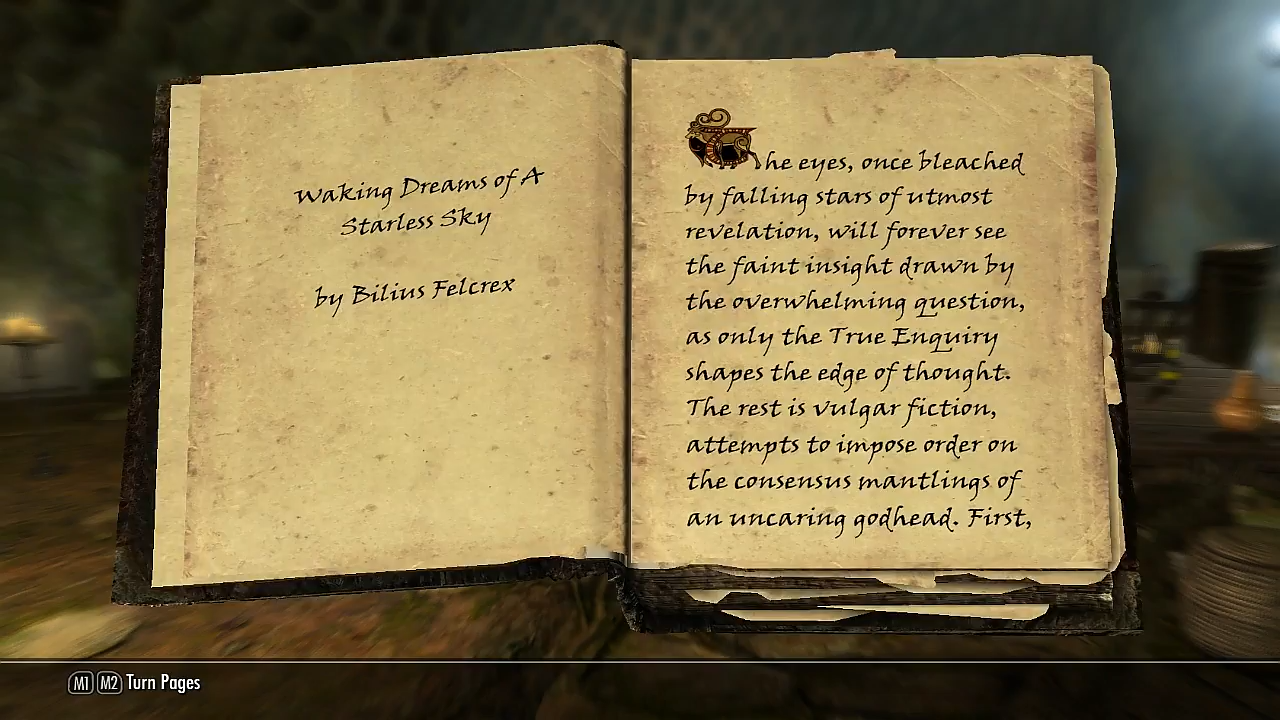 Waking Dreams of A
Starless Sky
by Bilius Felcrex
The eyes, once bleached
by falling stars of utmost
revelation, will forever see
the faint insight drawn by
the overwhelming question,
as only the True Enquiry
shapes the edge of thought.
The rest is vulgar fiction,
attempts to impose order on
the consensus mantlings of
an uncaring godhead. First,
M1 M2 Turn Pages